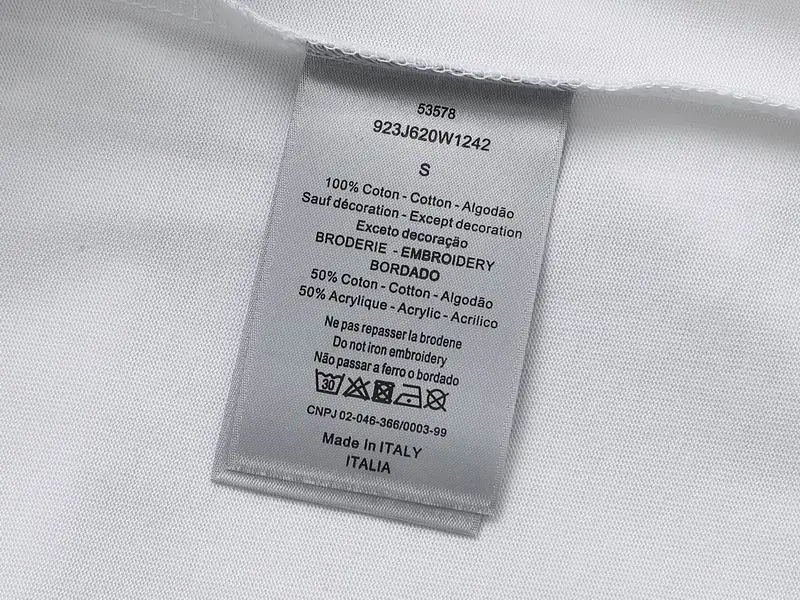 53578
923J620W1242
S
100% Coton - Cotton - Algodão
Sauf décoration - Except decoration
Exceto decoração
BRODERIE - EMBROIDERY
BORDADO
50% Coton - Cotton - Algodão
50% Acrylique - Acrylic - Acrilico
Ne pas repasser la brodene
Do not iron embroidery
Não passar a ferro o bordado
30
CNPJ 02-046-366/0003-99
Made In ITALY
ITALIA